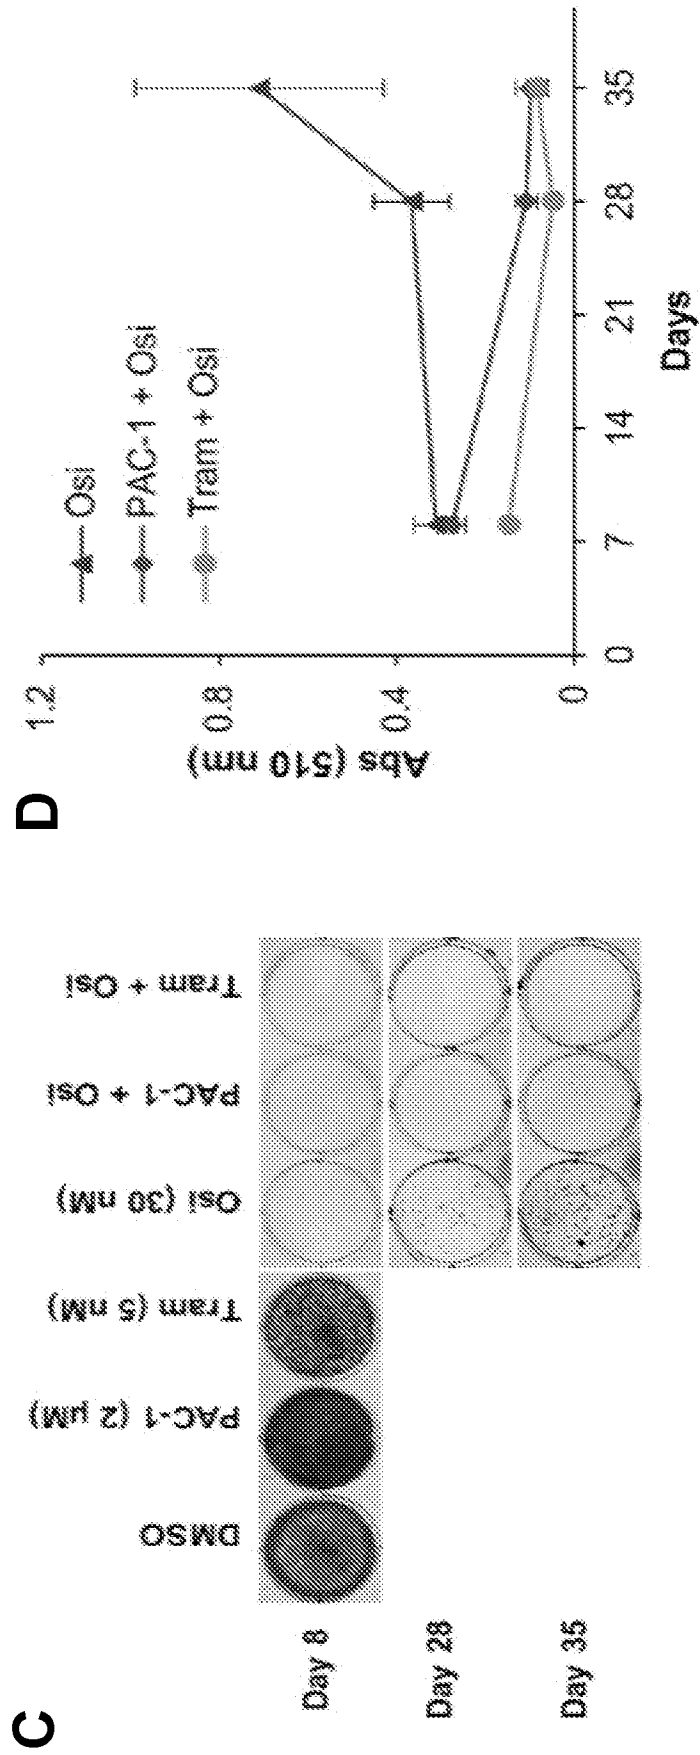 C
DMSO
PAC-1 (2 µM)
Tram (5 nM)
Osi (30 nM)
PAC-1 + Osi
Tram + Osi
Day 8
Day 28
Day 35
D
Osi
PAC-1 + Osi
Tram + Osi
Abs (510 nm)
1.2
0.8
0.4
0
0 7 14 21 28 35
Days